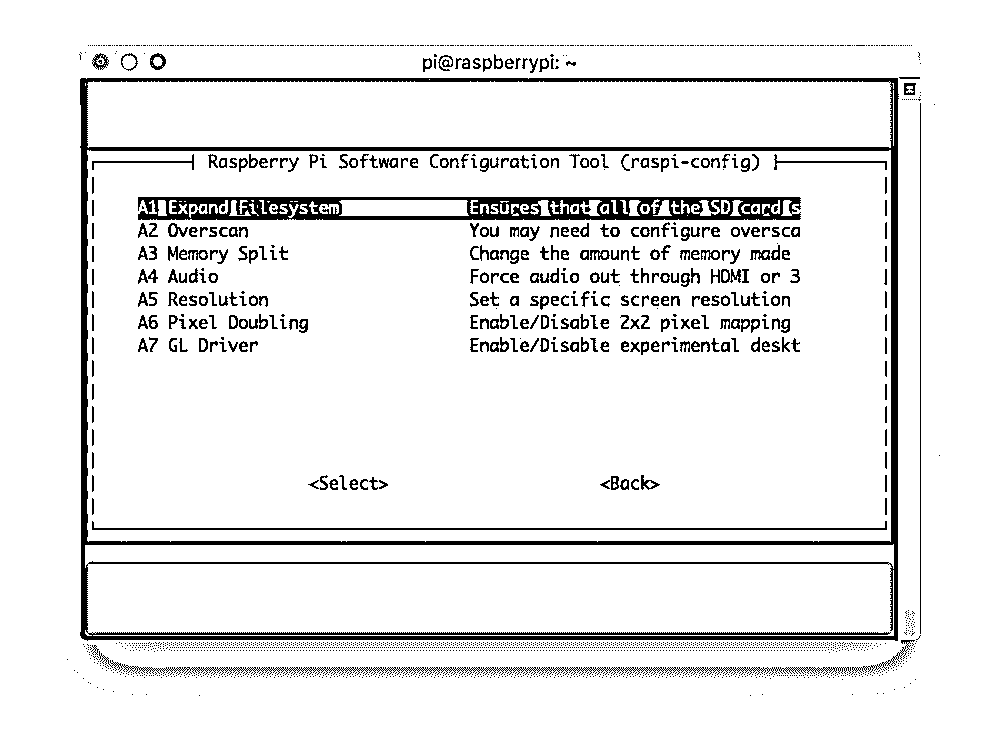 pi@raspberrypi: ~
Raspberry Pi Software Configuration Tool (raspi-config)
A1 Expand Filesystem Ensures that all of the SD card s
A2 Overscan You may need to configure oversca
A3 Memory Split Change the amount of memory made
A4 Audio Force audio out through HDMI or 3
A5 Resolution Set a specific screen resolution
A6 Pixel Doubling Enable/Disable 2x2 pixel mapping
A7 GL Driver Enable/Disable experimental deskt
<Select> <Back>